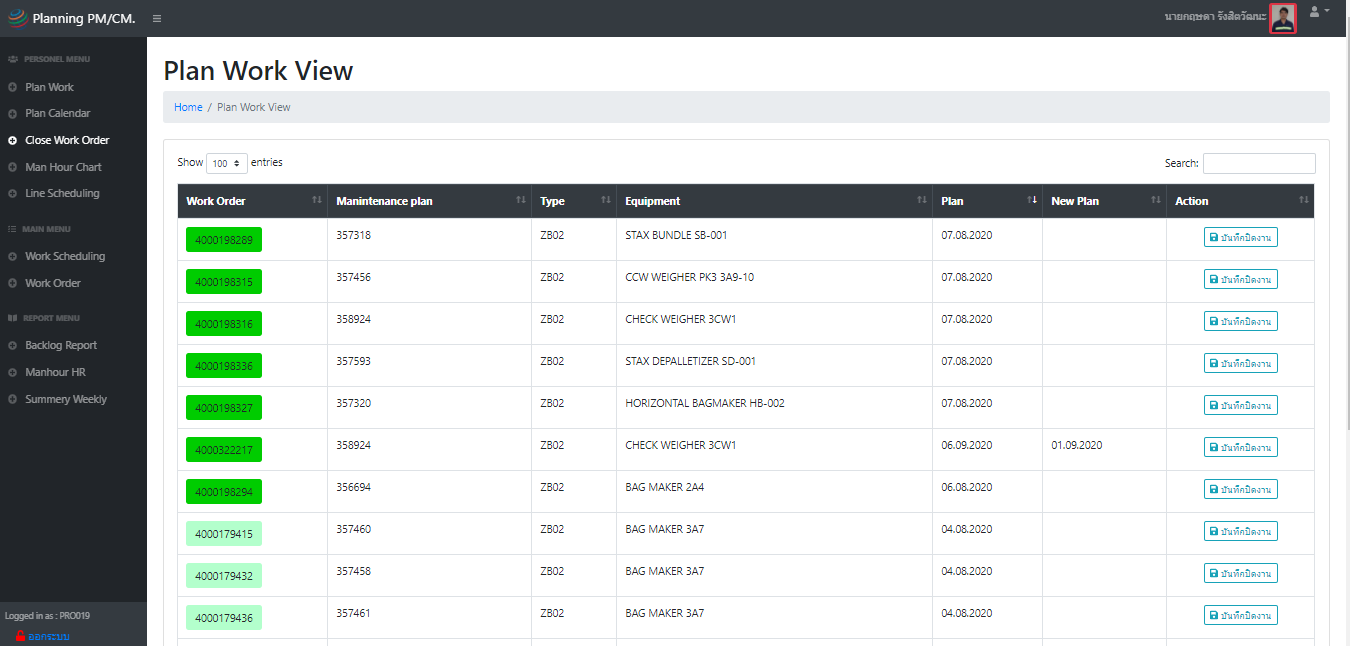 Planning PM/CM.
นายกฤษดา รังสิตวัฒนะ
PERSONEL MENU
Plan Work
Plan Calendar
Close Work Order
Man Hour Chart
Line Scheduling
MAIN MENU
Work Scheduling
Work Order
REPORT MENU
Backlog Report
Manhour HR
Summery Weekly
Logged in as : PRO019
ออกระบบ
Plan Work View
Home / Plan Work View
Show 100 entries
Search:
Work Order Manintenance plan Type Equipment Plan New Plan Action
4000198289 357318 ZB02 STAX BUNDLE SB-001 07.08.2020 บันทึกปิดงาน
4000198315 357456 ZB02 CCW WEIGHER PK3 3A9-10 07.08.2020 บันทึกปิดงาน
4000198316 358924 ZB02 CHECK WEIGHER 3CW1 07.08.2020 บันทึกปิดงาน
4000198336 357593 ZB02 STAX DEPALLETIZER SD-001 07.08.2020 บันทึกปิดงาน
4000198327 357320 ZB02 HORIZONTAL BAGMAKER HB-002 07.08.2020 บันทึกปิดงาน
4000322217 358924 ZB02 CHECK WEIGHER 3CW1 06.09.2020 01.09.2020 บันทึกปิดงาน
4000198294 356694 ZB02 BAG MAKER 2A4 06.08.2020 บันทึกปิดงาน
4000179415 357460 ZB02 BAG MAKER 3A7 04.08.2020 บันทึกปิดงาน
4000179432 357458 ZB02 BAG MAKER 3A7 04.08.2020 บันทึกปิดงาน
4000179436 357461 ZB02 BAG MAKER 3A7 04.08.2020 บันทึกปิดงาน